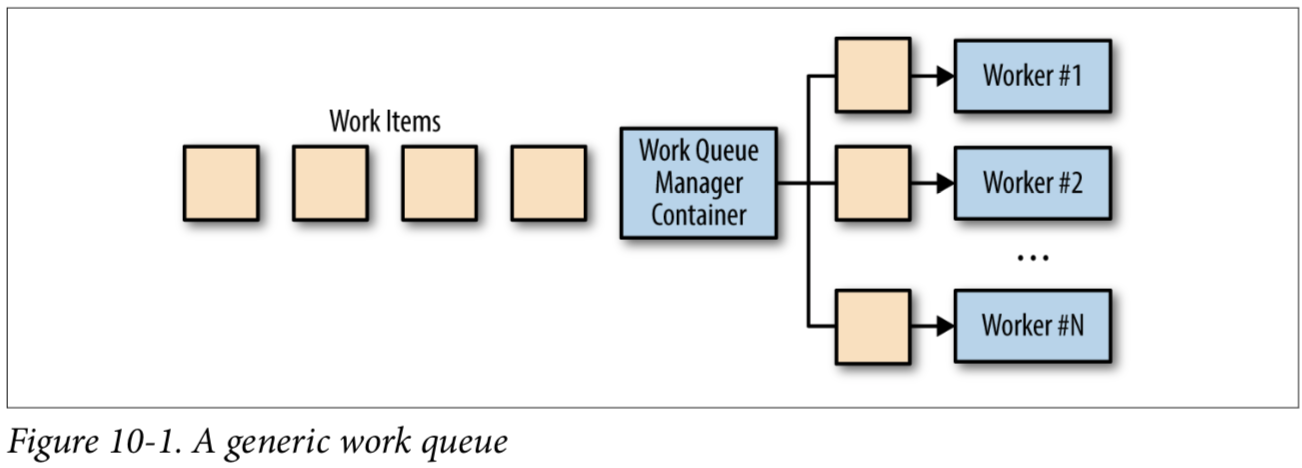 Work Items
Work Queue
Manager
Container
Worker #1
Worker #2
...
Worker #N
Figure 10-1. A generic work queue